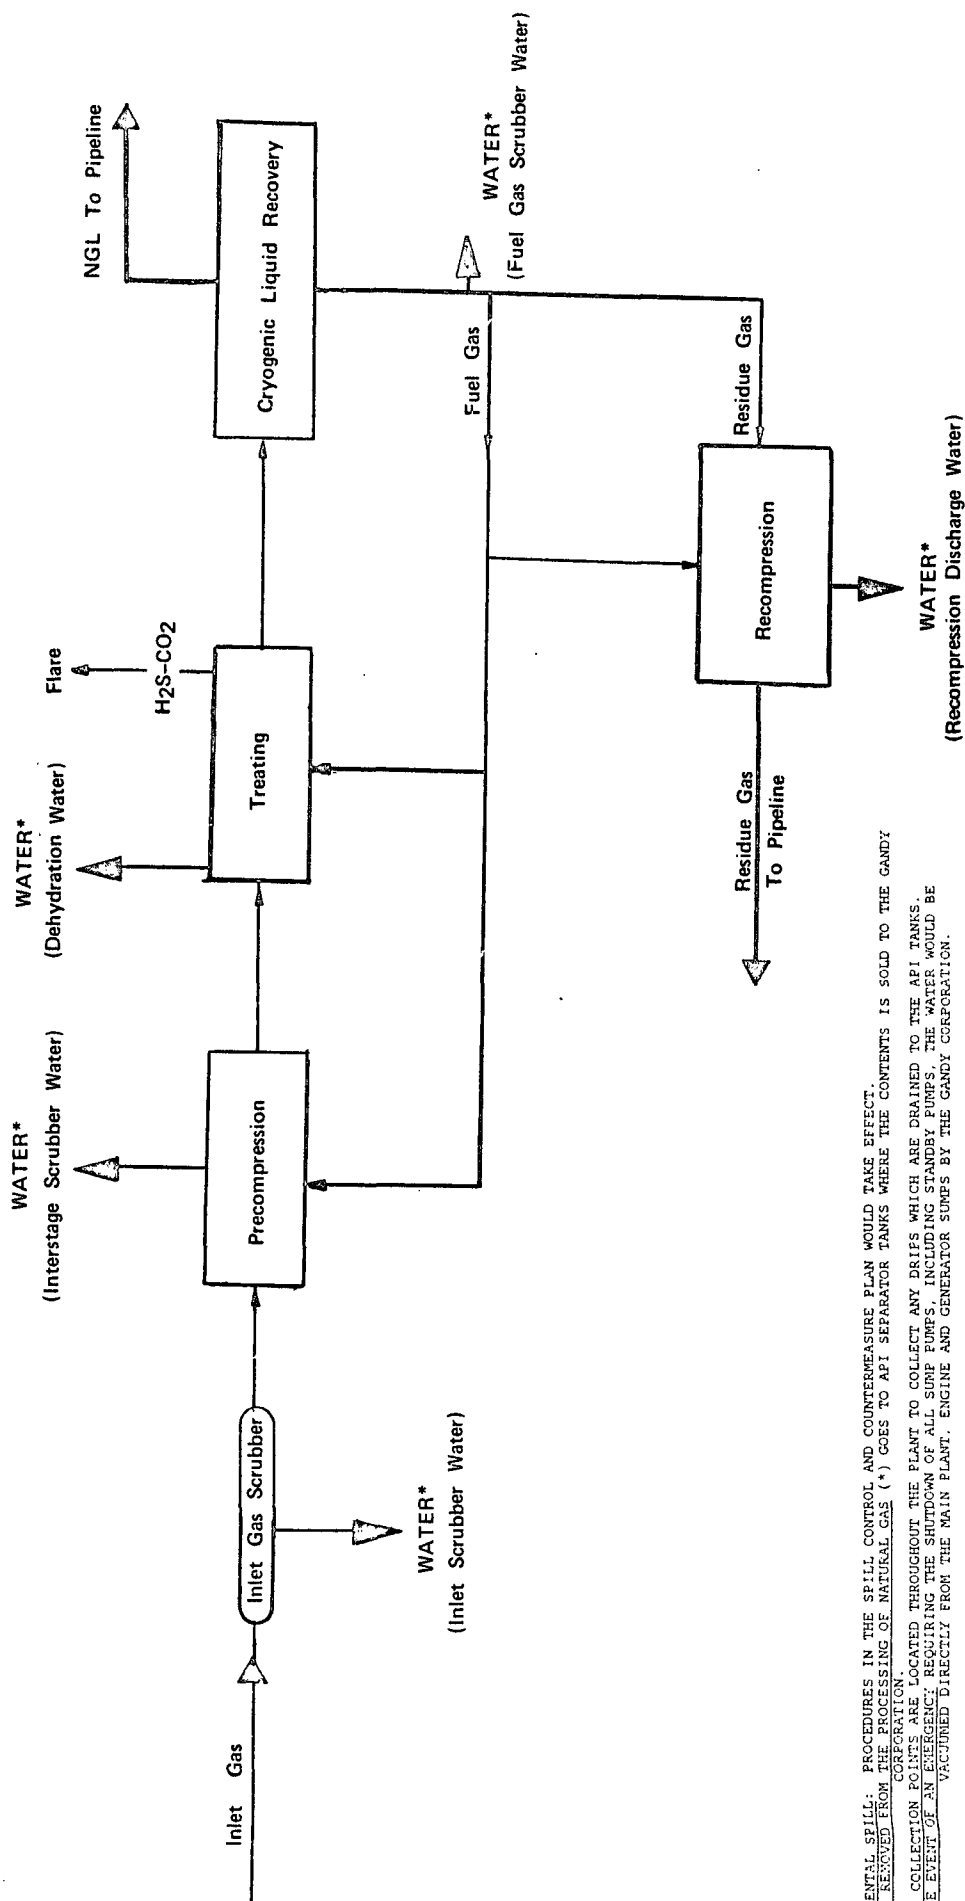 Inlet Gas
Inlet Gas Scrubber
WATER*
(Inlet Scrubber Water)
WATER*
(Interstage Scrubber Water)
Precompression
WATER*
(Dehydration Water)
Flare
H2S-CO2
Treating
NGL To Pipeline
Cryogenic Liquid Recovery
WATER*
(Fuel Gas Scrubber Water)
Fuel Gas
Residue Gas
Recompression
WATER*
(Recompression Discharge Water)
Residue Gas
To Pipeline
ENTAL SPILL: PROCEDURES IN THE SPILL CONTROL AND COUNTERMEASURE PLAN WOULD TAKE EFFECT.
REMOVED FROM THE PROCESSING OF NATURAL GAS (*) GOES TO API SEPARATOR TANKS WHERE THE CONTENTS IS SOLD TO THE GANDY
CORPORATION.
COLLECTION POINTS ARE LOCATED THROUGHOUT THE PLANT TO COLLECT ANY DRIPS WHICH ARE DRAINED TO THE API TANKS.
E EVENT OF AN EMERGENCY REQUIRING THE SHUTDOWN OF ALL SUMP PUMPS, INCLUDING STANDBY PUMPS, THE WATER WOULD BE
VACUUMED DIRECTLY FROM THE MAIN PLANT, ENGINE AND GENERATOR SUMPS BY THE GANDY CORPORATION.